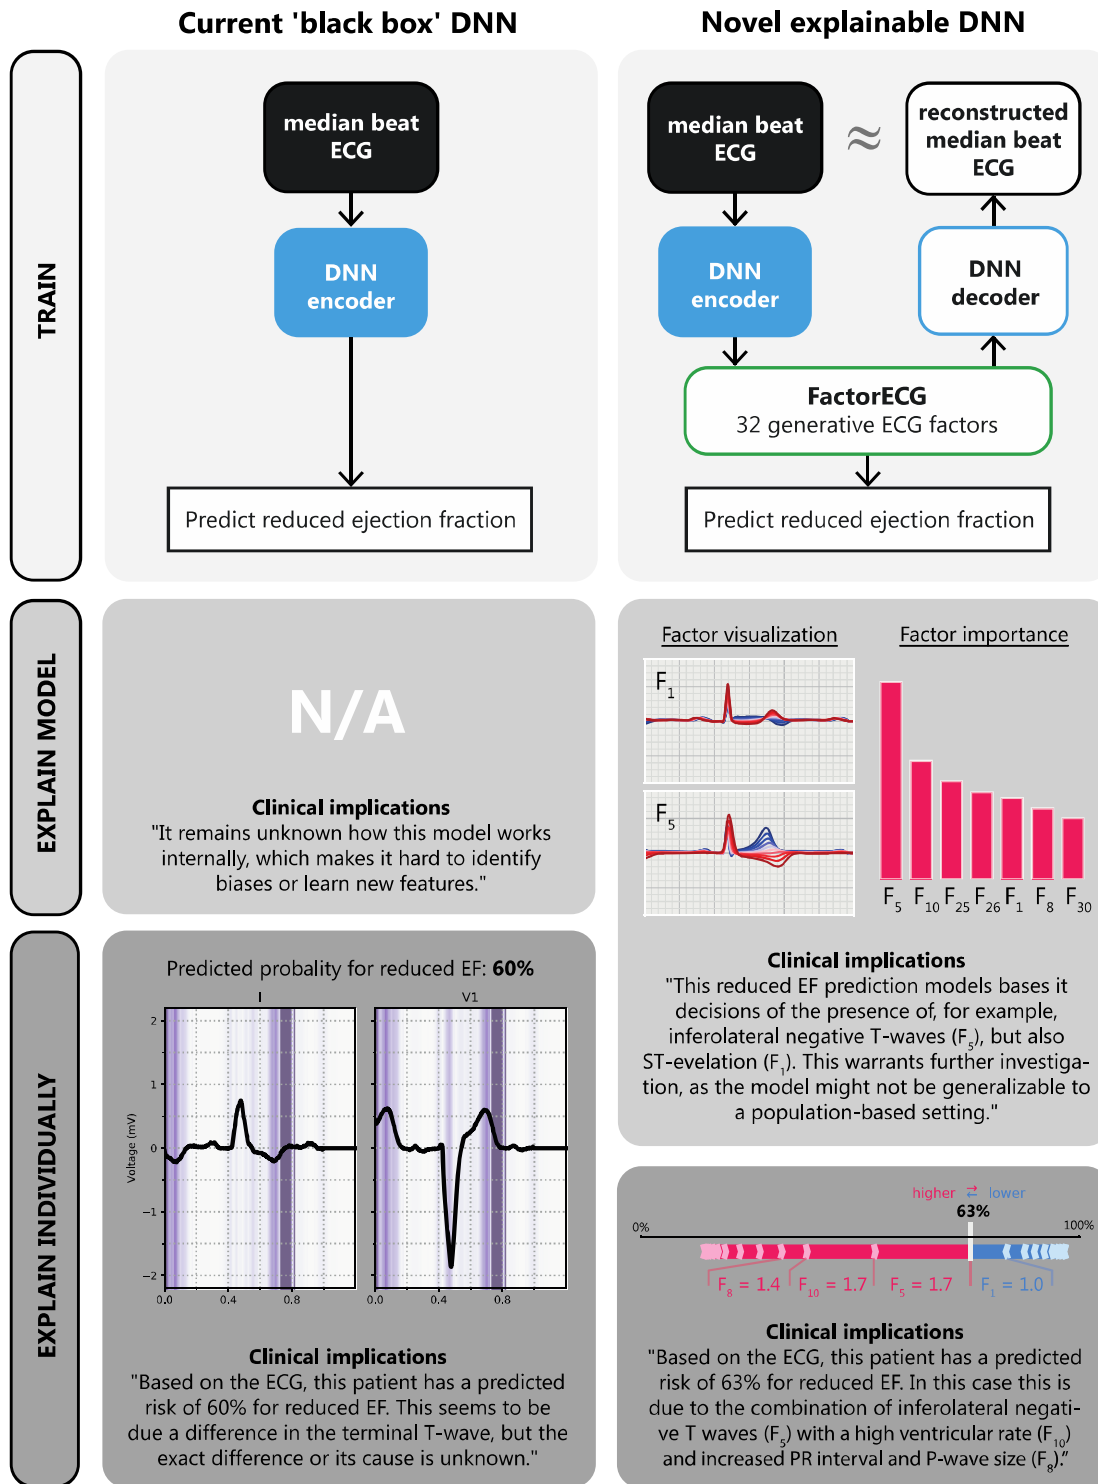 Current 'black box' DNN
Novel explainable DNN
TRAIN
median beat
ECG
DNN
encoder
Predict reduced ejection fraction
median beat
ECG
≈
reconstructed
median beat
ECG
DNN
encoder
DNN
decoder
FactorECG
32 generative ECG factors
Predict reduced ejection fraction
EXPLAIN MODEL
N/A
Clinical implications
"It remains unknown how this model works
internally, which makes it hard to identify
biases or learn new features."
Factor visualization
Factor importance
F1
F5
F5 F10 F25 F26 F1 F8 F30
Clinical implications
"This reduced EF prediction models bases it
decisions of the presence of, for example,
inferolateral negative T-waves (F5), but also
ST-evelation (F1). This warrants further investiga-
tion, as the model might not be generalizable to
a population-based setting."
EXPLAIN INDIVIDUALLY
Predicted probality for reduced EF: 60%
I
V1
Voltage (mV)
2
1
0
−1
−2
0.0 0.4 0.8
0.0 0.4 0.8
Clinical implications
"Based on the ECG, this patient has a predicted
risk of 60% for reduced EF. This seems to be
due a difference in the terminal T-wave, but the
exact difference or its cause is unknown."
higher ⇄ lower
63%
0%
100%
F8 = 1.4 F10 = 1.7 F5 = 1.7 F1 = 1.0
Clinical implications
"Based on the ECG, this patient has a predicted
risk of 63% for reduced EF. In this case this is
due to the combination of inferolateral negati-
ve T waves (F5) with a high ventricular rate (F10)
and increased PR interval and P-wave size (F8)."